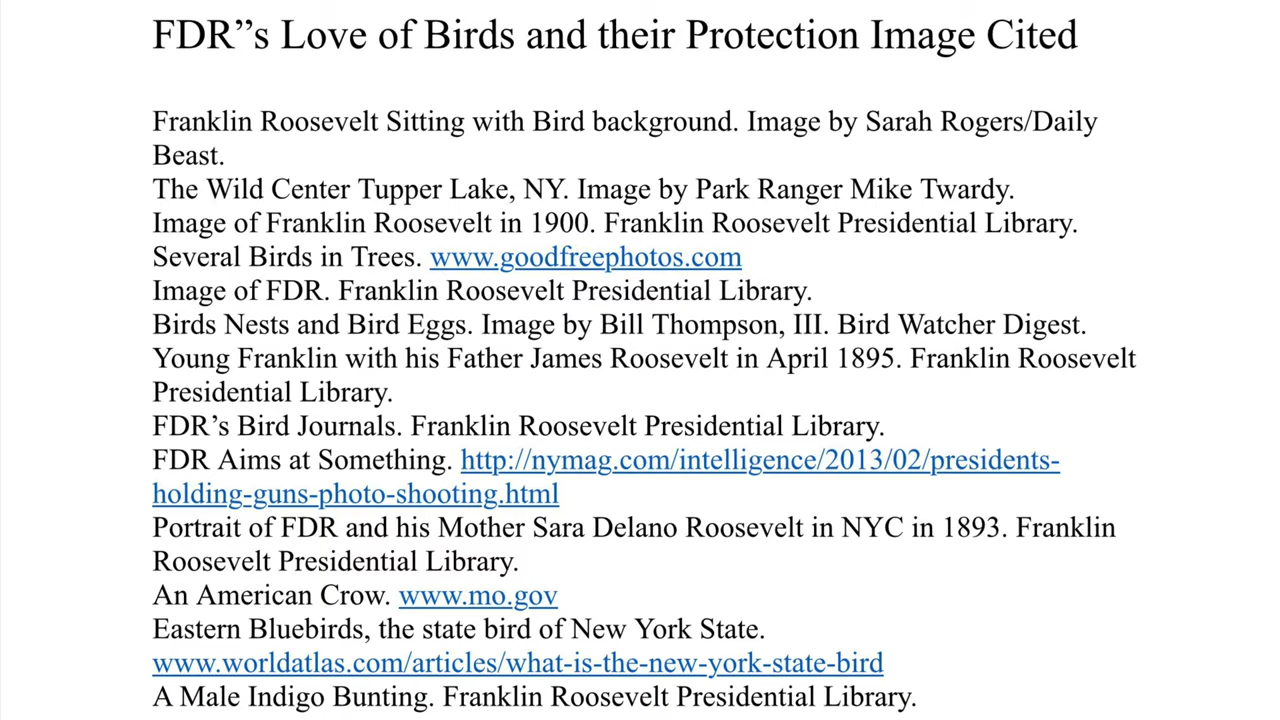 FDR”s Love of Birds and their Protection Image Cited
Franklin Roosevelt Sitting with Bird background. Image by Sarah Rogers/Daily
Beast.
The Wild Center Tupper Lake, NY. Image by Park Ranger Mike Twardy.
Image of Franklin Roosevelt in 1900. Franklin Roosevelt Presidential Library.
Several Birds in Trees. www.goodfreephotos.com
Image of FDR. Franklin Roosevelt Presidential Library.
Birds Nests and Bird Eggs. Image by Bill Thompson, III. Bird Watcher Digest.
Young Franklin with his Father James Roosevelt in April 1895. Franklin Roosevelt
Presidential Library.
FDR’s Bird Journals. Franklin Roosevelt Presidential Library.
FDR Aims at Something. http://nymag.com/intelligence/2013/02/presidents-
holding-guns-photo-shooting.html
Portrait of FDR and his Mother Sara Delano Roosevelt in NYC in 1893. Franklin
Roosevelt Presidential Library.
An American Crow. www.mo.gov
Eastern Bluebirds, the state bird of New York State.
www.worldatlas.com/articles/what-is-the-new-york-state-bird
A Male Indigo Bunting. Franklin Roosevelt Presidential Library.